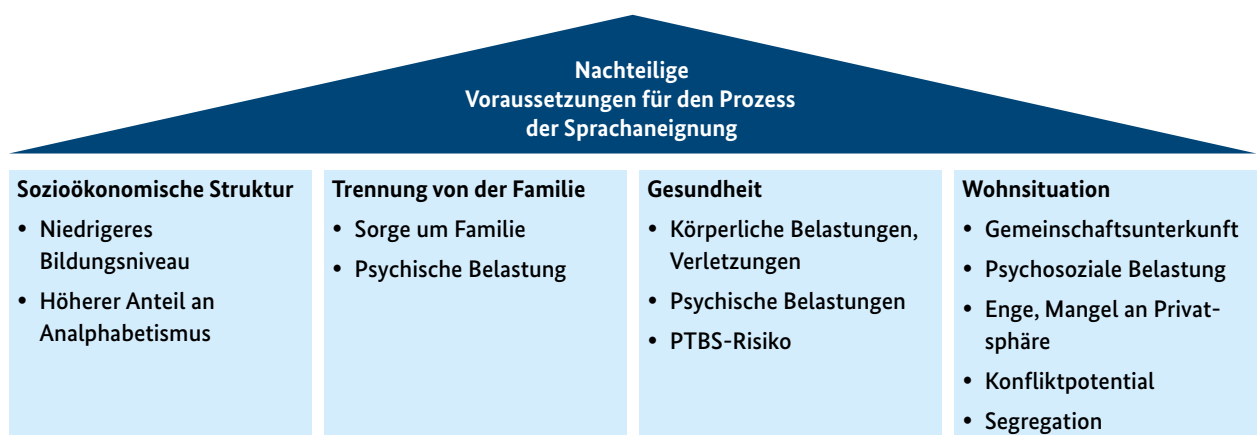 Nachteilige
Voraussetzungen für den Prozess
der Sprachaneignung
Sozioökonomische Struktur
• Niedrigeres
Bildungsniveau
• Höherer Anteil an
Analphabetismus
Trennung von der Familie
• Sorge um Familie
• Psychische Belastung
Gesundheit
• Körperliche Belastungen,
Verletzungen
• Psychische Belastungen
• PTBS-Risiko
Wohnsituation
• Gemeinschaftsunterkunft
• Psychosoziale Belastung
• Enge, Mangel an Privat-
sphäre
• Konfliktpotential
• Segregation